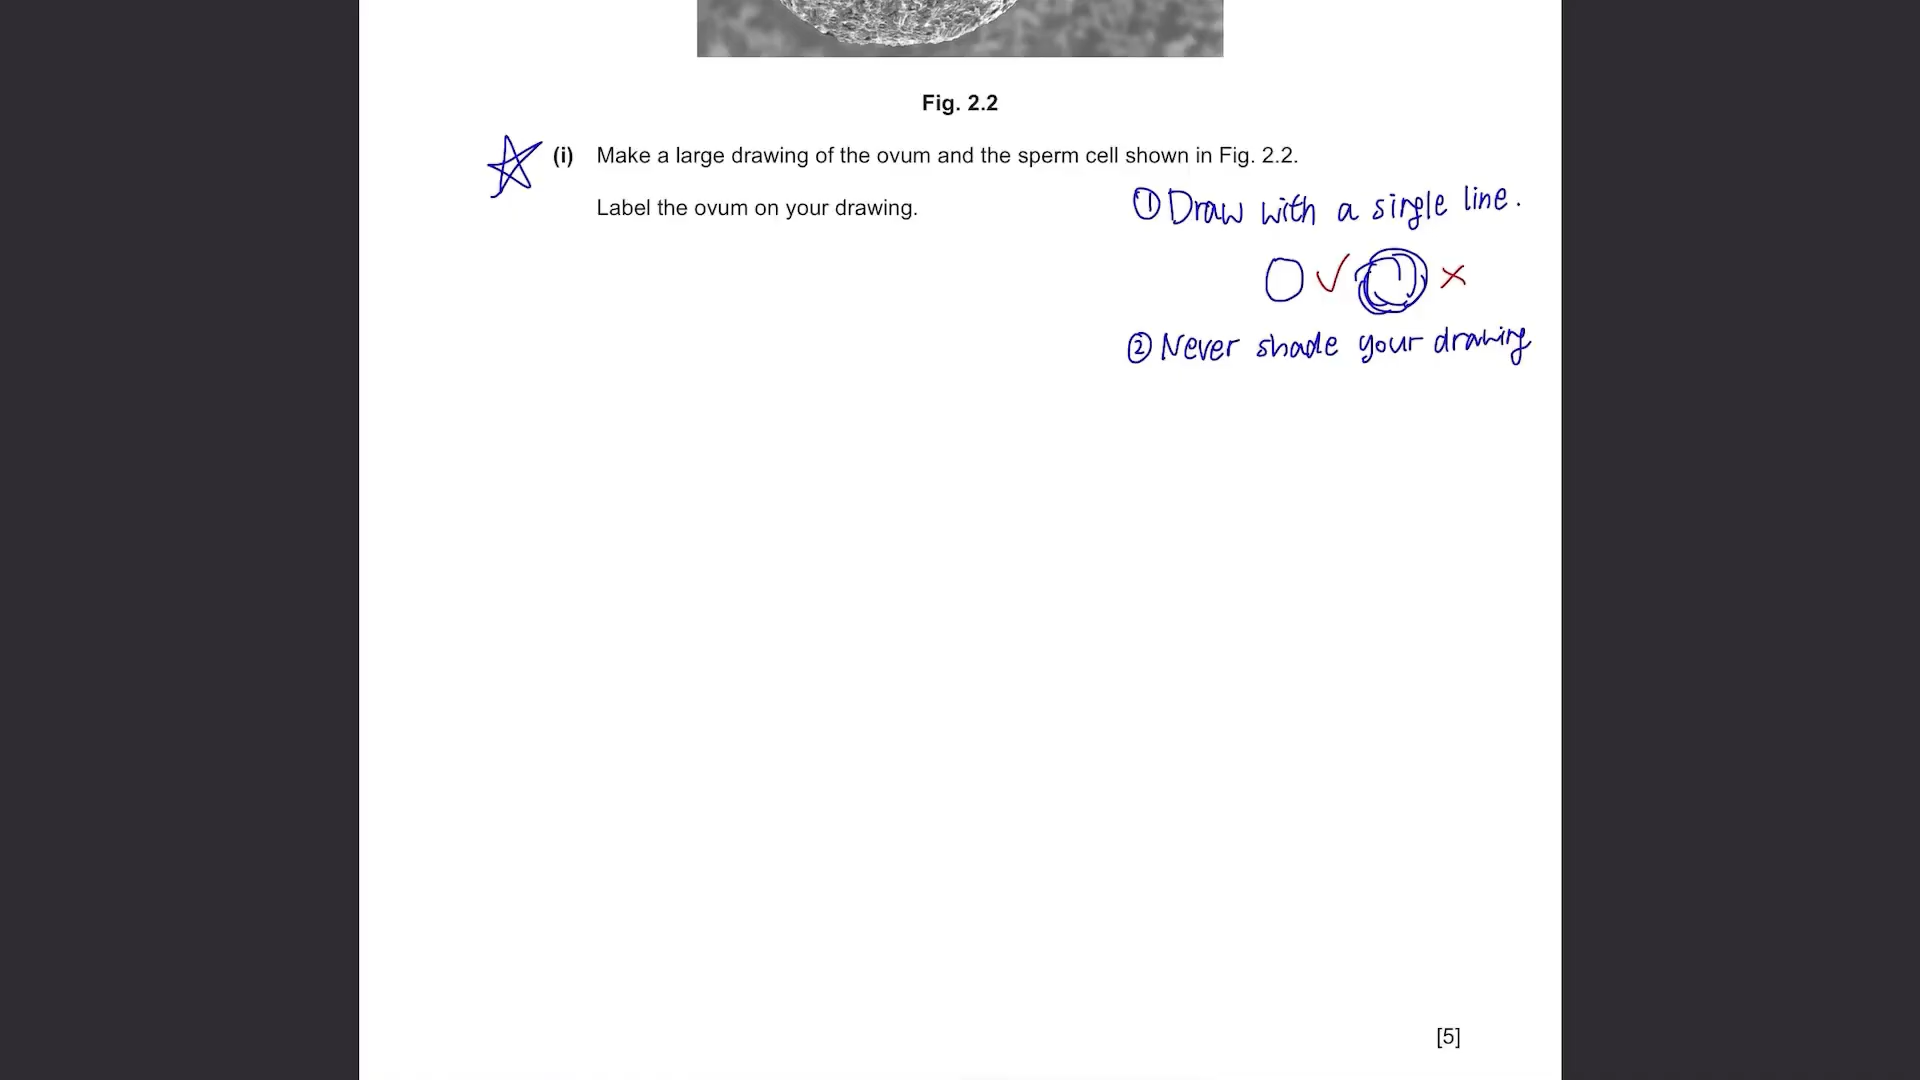 Fig. 2.2
(i) Make a large drawing of the ovum and the sperm cell shown in Fig. 2.2.
Label the ovum on your drawing.
① Draw with a single line.
② Never shade your drawing
[5]